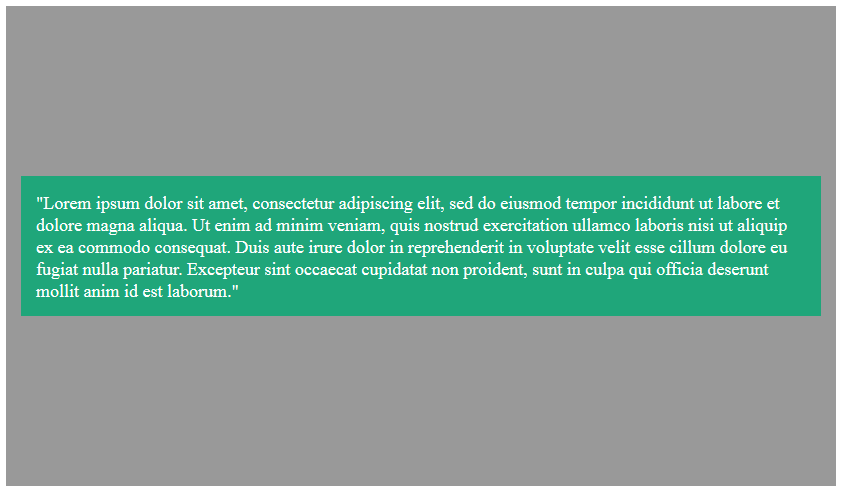 "Lorem ipsum dolor sit amet, consectetur adipiscing elit, sed do eiusmod tempor incididunt ut labore et
dolore magna aliqua. Ut enim ad minim veniam, quis nostrud exercitation ullamco laboris nisi ut aliquip
ex ea commodo consequat. Duis aute irure dolor in reprehenderit in voluptate velit esse cillum dolore eu
fugiat nulla pariatur. Excepteur sint occaecat cupidatat non proident, sunt in culpa qui officia deserunt
mollit anim id est laborum."